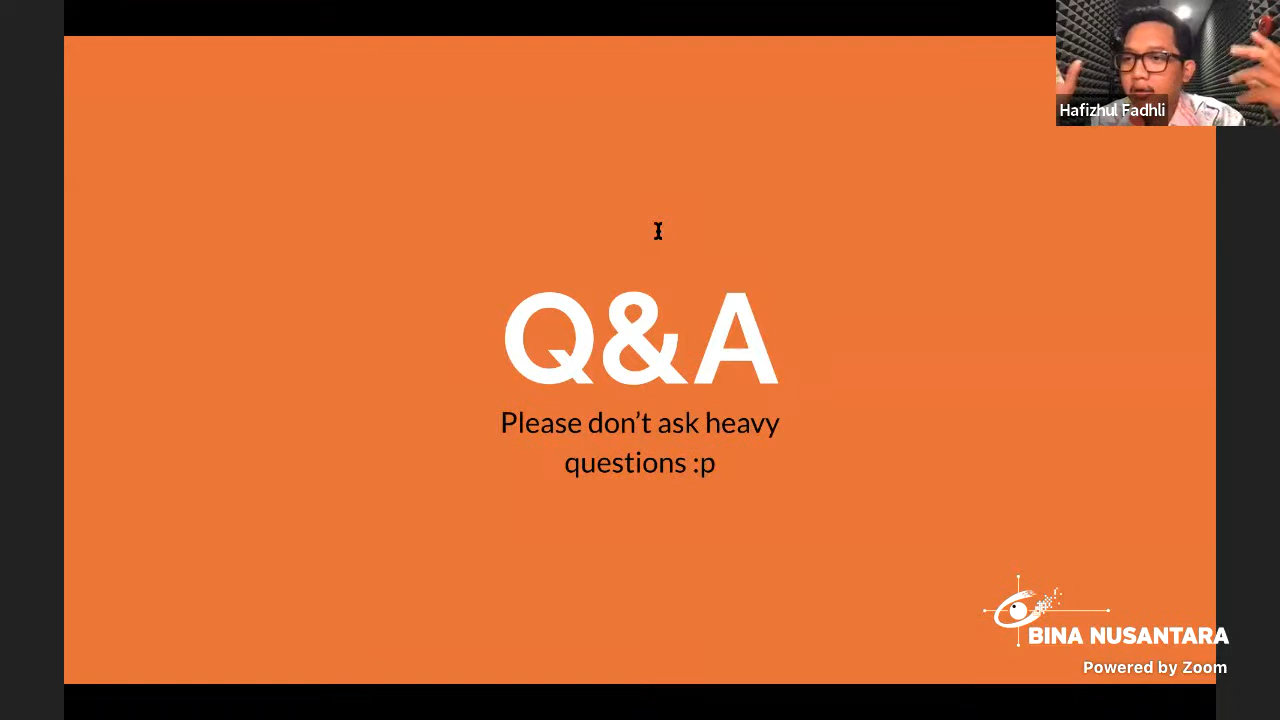 Hafizhul Fadhli
Q&A
Please don't ask heavy
questions :p
BINA NUSANTARA
Powered by Zoom